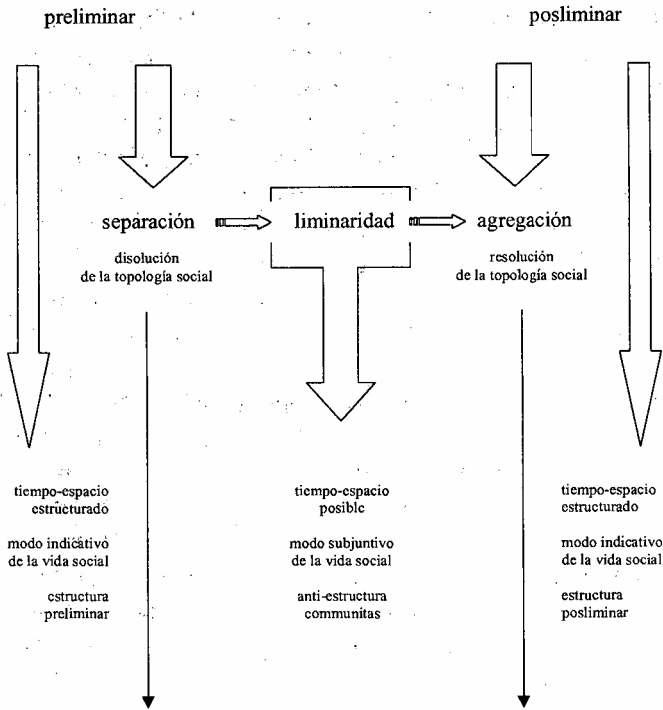 preliminar
posliminar
separación
liminaridad
agregación
disolución
de la topología social
resolución
de la topología social
tiempo-espacio
estructurado
modo indicativo
de la vida social
estructura
preliminar
tiempo-espacio
posible
modo subjuntivo
de la vida social
anti-estructura
communitas
tiempo-espacio
estructurado
modo indicativo
de la vida social
estructura
posliminar